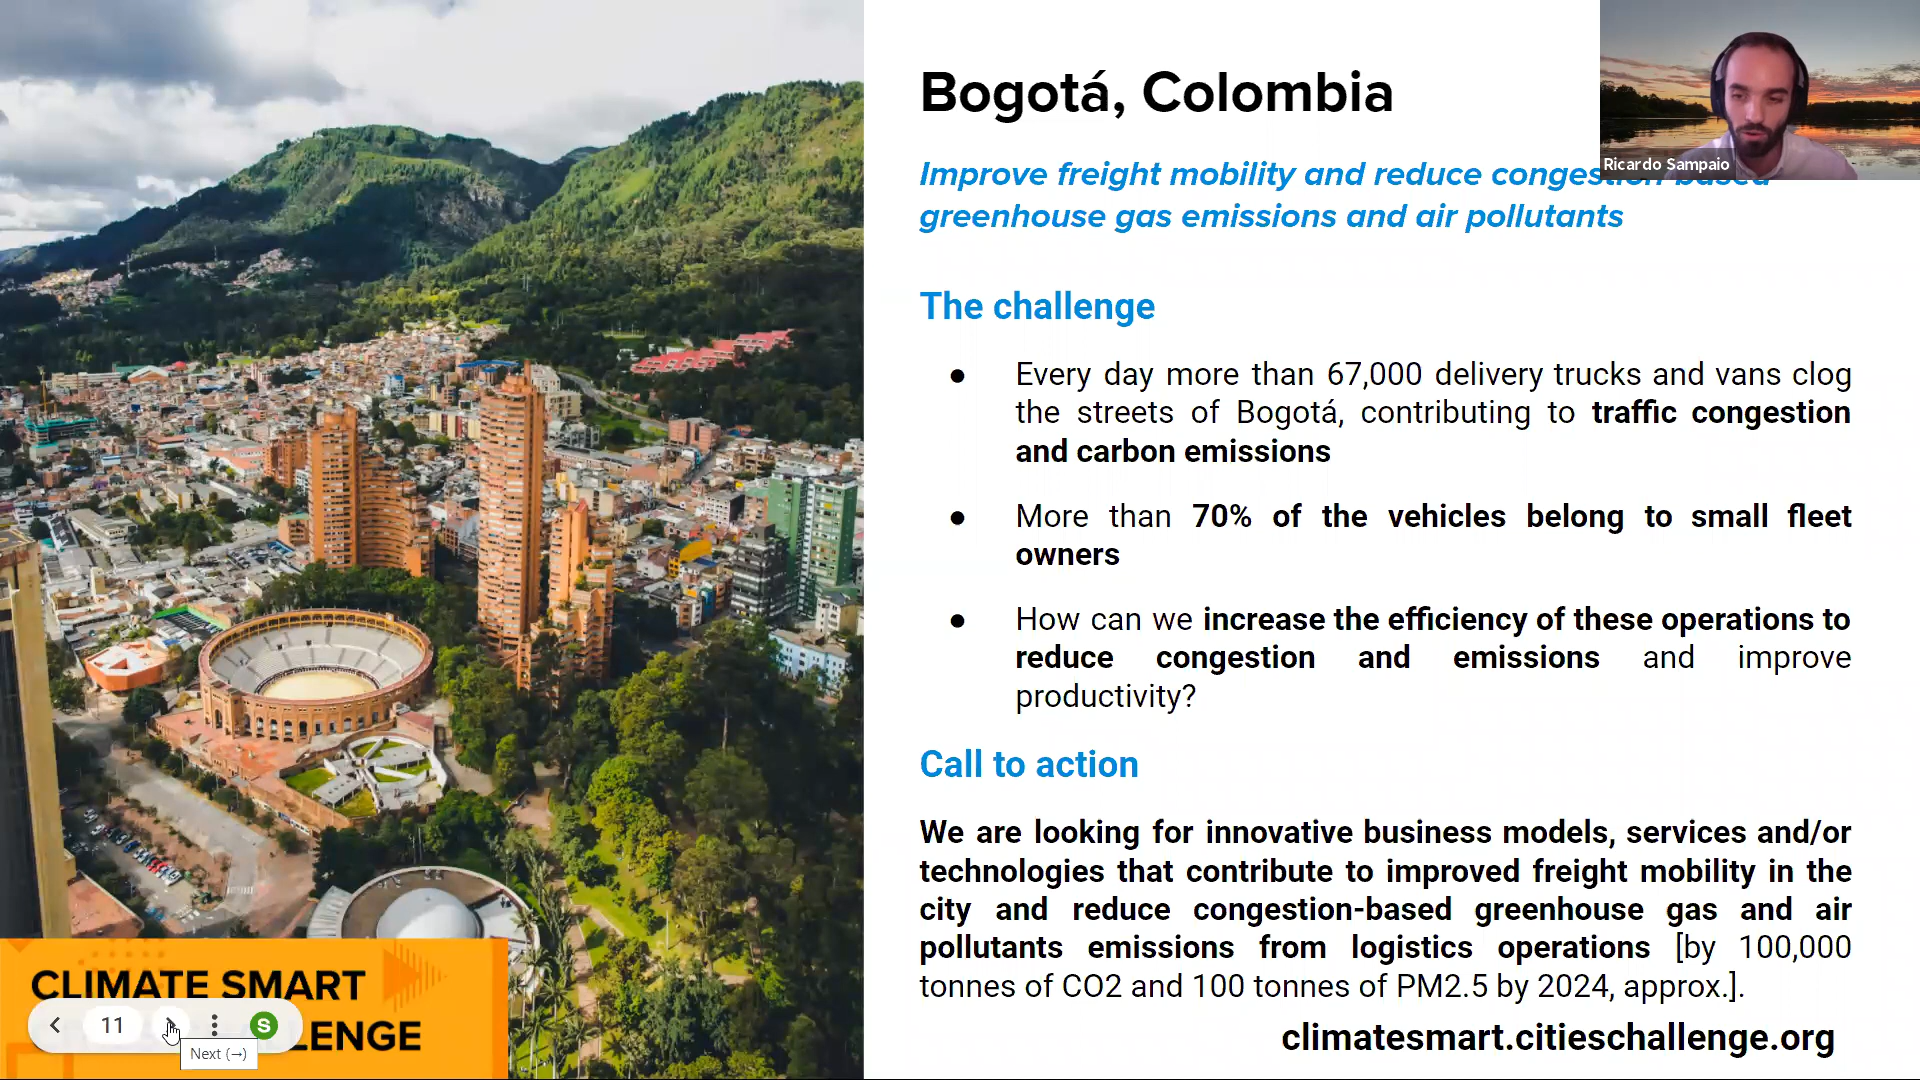 Bogotá, Colombia
Ricardo Sampaio
Improve freight mobility and reduce congestion based
greenhouse gas emissions and air pollutants
The challenge
● Every day more than 67,000 delivery trucks and vans clog
the streets of Bogotá, contributing to traffic congestion
and carbon emissions
● More than 70% of the vehicles belong to small fleet
owners
● How can we increase the efficiency of these operations to
reduce congestion and emissions and improve
productivity?
Call to action
We are looking for innovative business models, services and/or
technologies that contribute to improved freight mobility in the
city and reduce congestion-based greenhouse gas and air
pollutants emissions from logistics operations [by 100,000
tonnes of CO2 and 100 tonnes of PM2.5 by 2024, approx.].
climatesmart.citieschallenge.org
CLIMATE SMART
11
S
LENGE
Next (→)